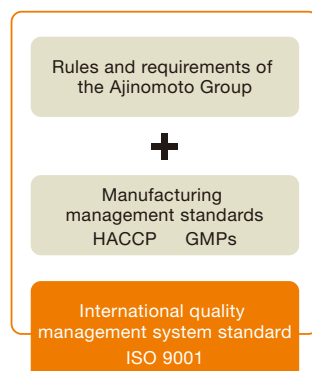 Rules and requirements of
the Ajinomoto Group
+
Manufacturing
management standards
HACCP GMPs
International quality
management system standard
ISO 9001